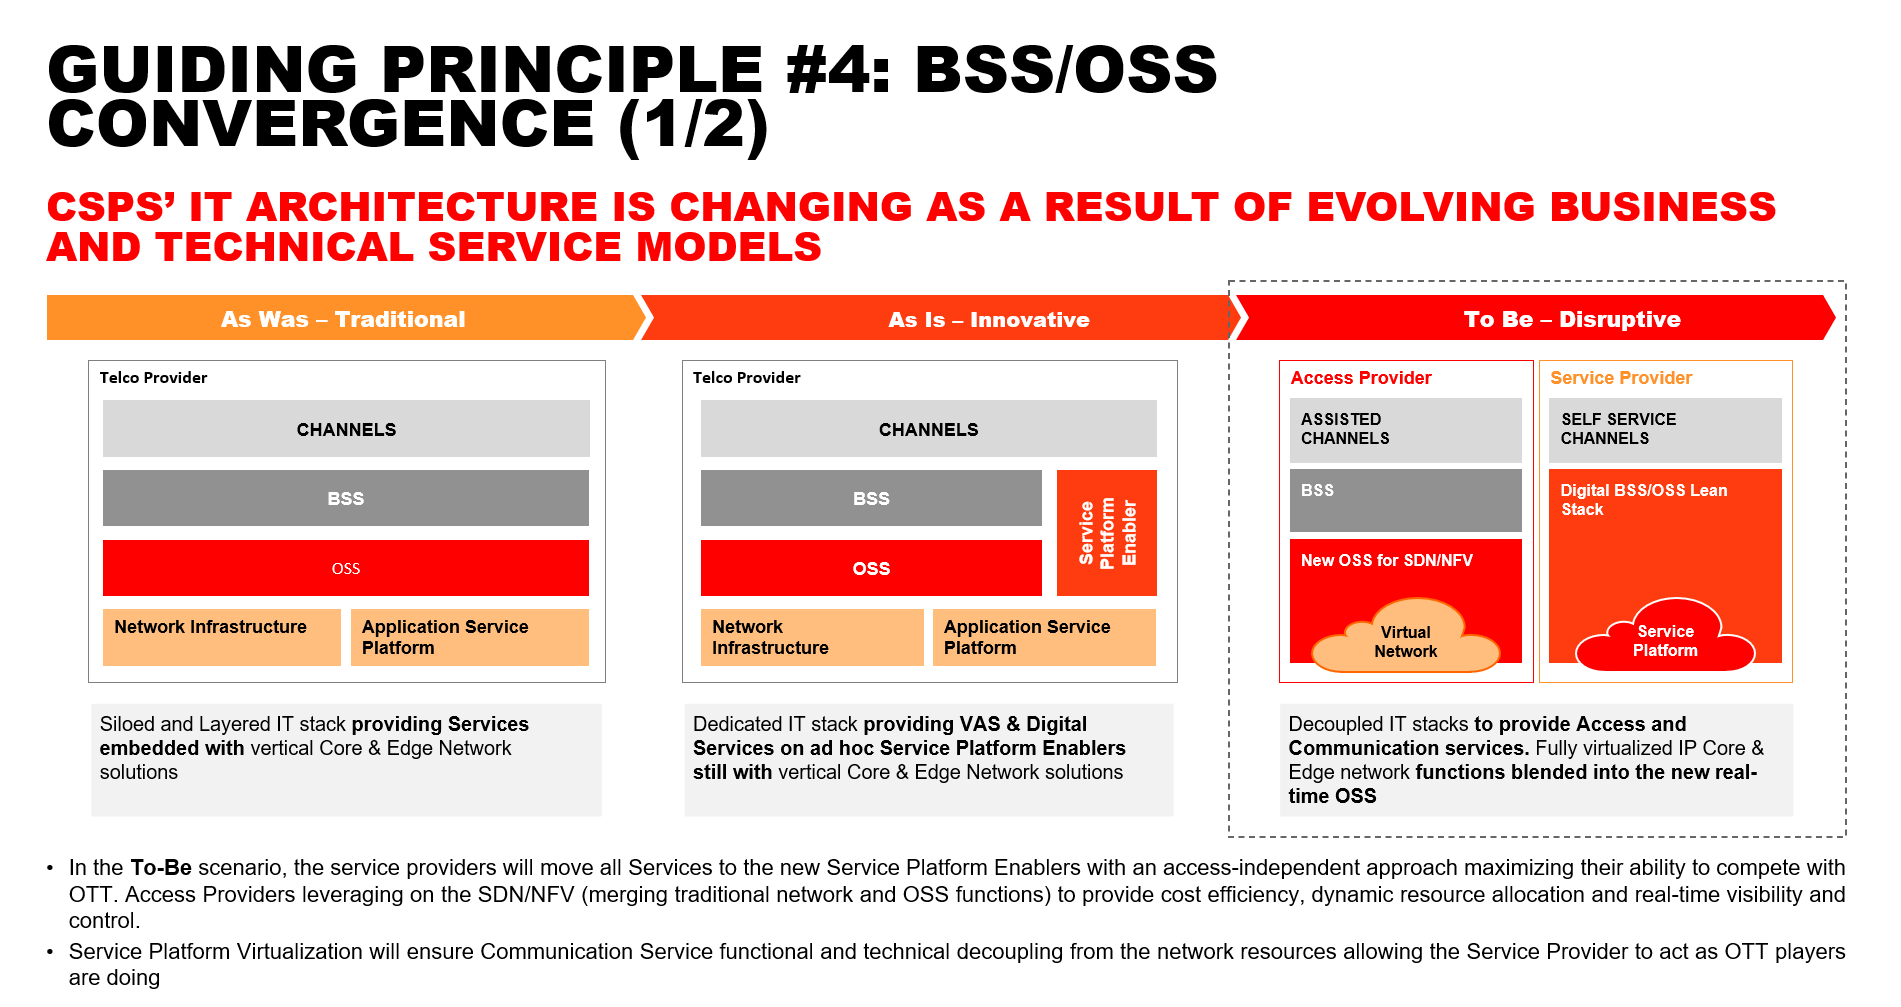 GUIDING PRINCIPLE #4: BSS/OSS
CONVERGENCE (1/2)
CSPS’ IT ARCHITECTURE IS CHANGING AS A RESULT OF EVOLVING BUSINESS
AND TECHNICAL SERVICE MODELS
As Was – Traditional
As Is – Innovative
To Be – Disruptive
Telco Provider
CHANNELS
BSS
OSS
Network Infrastructure
Application Service
Platform
Siloed and Layered IT stack providing Services
embedded with vertical Core & Edge Network
solutions
Telco Provider
CHANNELS
BSS
OSS
Service
Platform
Enabler
Network
Infrastructure
Application Service
Platform
Dedicated IT stack providing VAS & Digital
Services on ad hoc Service Platform Enablers
still with vertical Core & Edge Network solutions
Access Provider
ASSISTED
CHANNELS
BSS
New OSS for SDN/NFV
Virtual
Network
Service Provider
SELF SERVICE
CHANNELS
Digital BSS/OSS Lean
Stack
Service
Platform
Decoupled IT stacks to provide Access and
Communication services. Fully virtualized IP Core &
Edge network functions blended into the new real-
time OSS
• In the To-Be scenario, the service providers will move all Services to the new Service Platform Enablers with an access-independent approach maximizing their ability to compete with
OTT. Access Providers leveraging on the SDN/NFV (merging traditional network and OSS functions) to provide cost efficiency, dynamic resource allocation and real-time visibility and
control.
• Service Platform Virtualization will ensure Communication Service functional and technical decoupling from the network resources allowing the Service Provider to act as OTT players
are doing